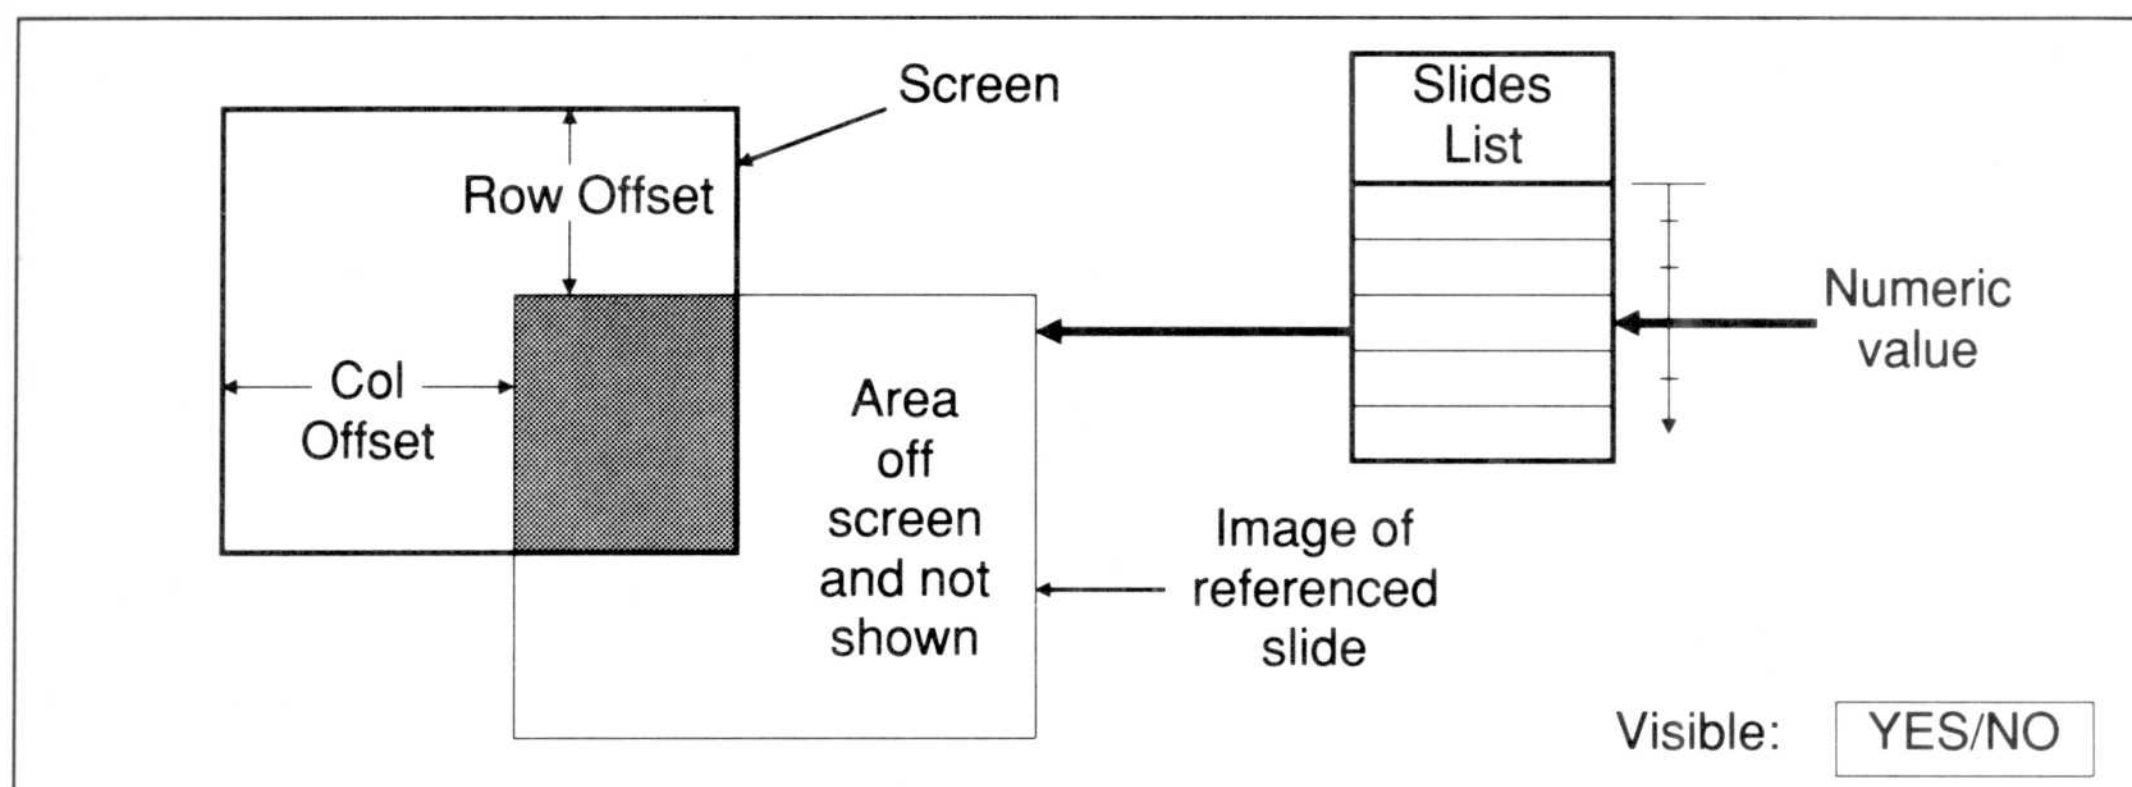 Screen
Slides
List
Row Offset
Numeric
value
Col
Offset
Area
off
screen
and not
shown
Image of
referenced
slide
Visible: YES/NO